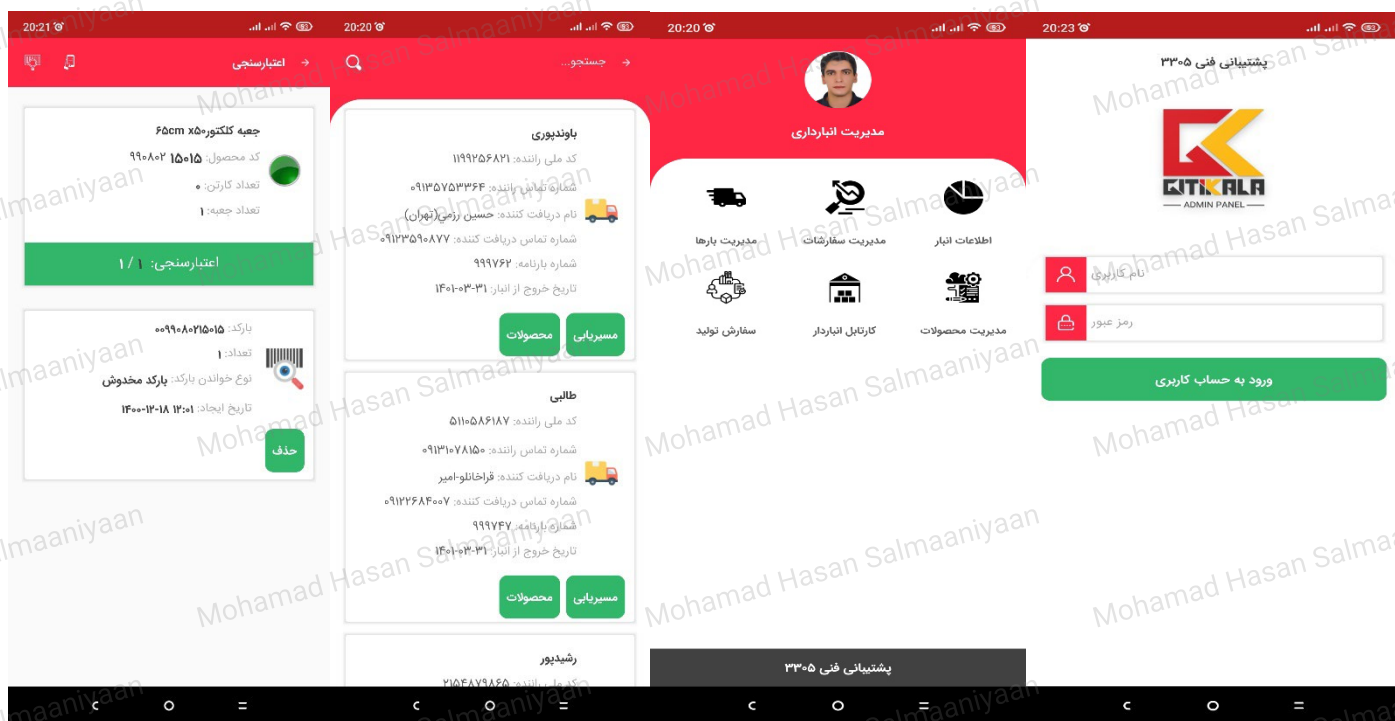 20:21
اعتبارسنجی
جعبه کلکتور۵۰x ۶۵cm
کد محصول: ۱۵۰۱۵ ۹۹۰۸۰۲
تعداد کارتن: ۰
تعداد جعبه: ۱
اعتبارسنجی: ۱ / ۱
بارکد: ۰۰۹۹۰۸۰۲۱۵۰۱۵
تعداد: ۱
نوع خواندن بارکد: بارکد مخدوش
تاریخ ایجاد: ۱۲:۰۱ ۱۸-۱۲-۱۴۰۰
حذف
20:20
جستجو...
باوندپوری
کد ملی راننده: ۱۱۹۹۲۵۶۸۲۱
شماره تماس راننده: ۰۹۱۳۵۷۵۳۳۶۴
نام دریافت کننده: حسین رزمی(تهران)
شماره تماس دریافت کننده: ۰۹۱۲۳۵۹۰۸۷۷
شماره بارنامه: ۹۹۹۷۶۲
تاریخ خروج از انبار: ۳۱-۰۳-۱۴۰۱
مسیریابی
محصولات
طالبی
کد ملی راننده: ۵۱۱۰۵۸۶۱۸۷
شماره تماس راننده: ۰۹۱۳۱۰۷۸۱۵۰
نام دریافت کننده: قراخانلو-امیر
شماره تماس دریافت کننده: ۰۹۱۲۲۶۸۴۰۰۷
شماره بارنامه: ۹۹۹۷۴۷
تاریخ خروج از انبار: ۳۱-۰۳-۱۴۰۱
مسیریابی
محصولات
رشیدپور
کد ملی راننده: ۲۱۵۴۸۷۹۸۶۵
20:20
مدیریت انبارداری
اطلاعات انبار
مدیریت سفارشات
مدیریت بارها
مدیریت محصولات
کارتابل انباردار
سفارش تولید
پشتیبانی فنی ۳۳۰۵
20:23
پشتیبانی فنی ۳۳۰۵
GITIKALA
ADMIN PANEL
نام کاربری
رمز عبور
ورود به حساب کاربری
Mohamad Hasan Salmaaniyaan